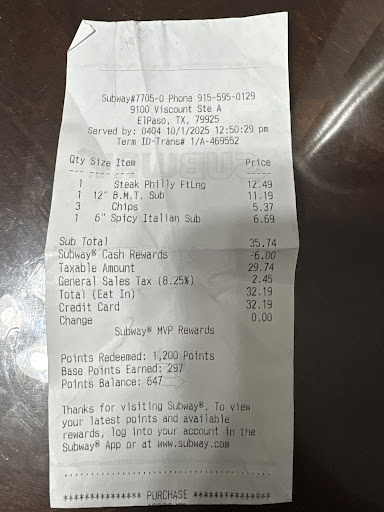 Subway#7705-0 Phone 915-595-0129
9100 Viscount Ste A
ElPaso, TX, 79925
Served by: 0404 10/1/2025 12:50:29 pm
Term ID-Trans# 1/A-469552
Qty Size Item Price
1 Steak Philly FtLng 12.49
1 12" B.M.T. Sub 11.19
3 Chips 5.37
1 6" Spicy Italian Sub 6.69
Sub Total 35.74
Subway® Cash Rewards -6.00
Taxable Amount 29.74
General Sales Tax (8.25%) 2.45
Total (Eat In) 32.19
Credit Card 32.19
Change 0.00
Subway® MVP Rewards
Points Redeemed: 1,200 Points
Base Points Earned: 297
Points Balance: 647
Thanks for visiting Subway®. To view
your latest points and available
rewards, log into your account in the
Subway® App or at www.subway.com
*************** PURCHASE ***************